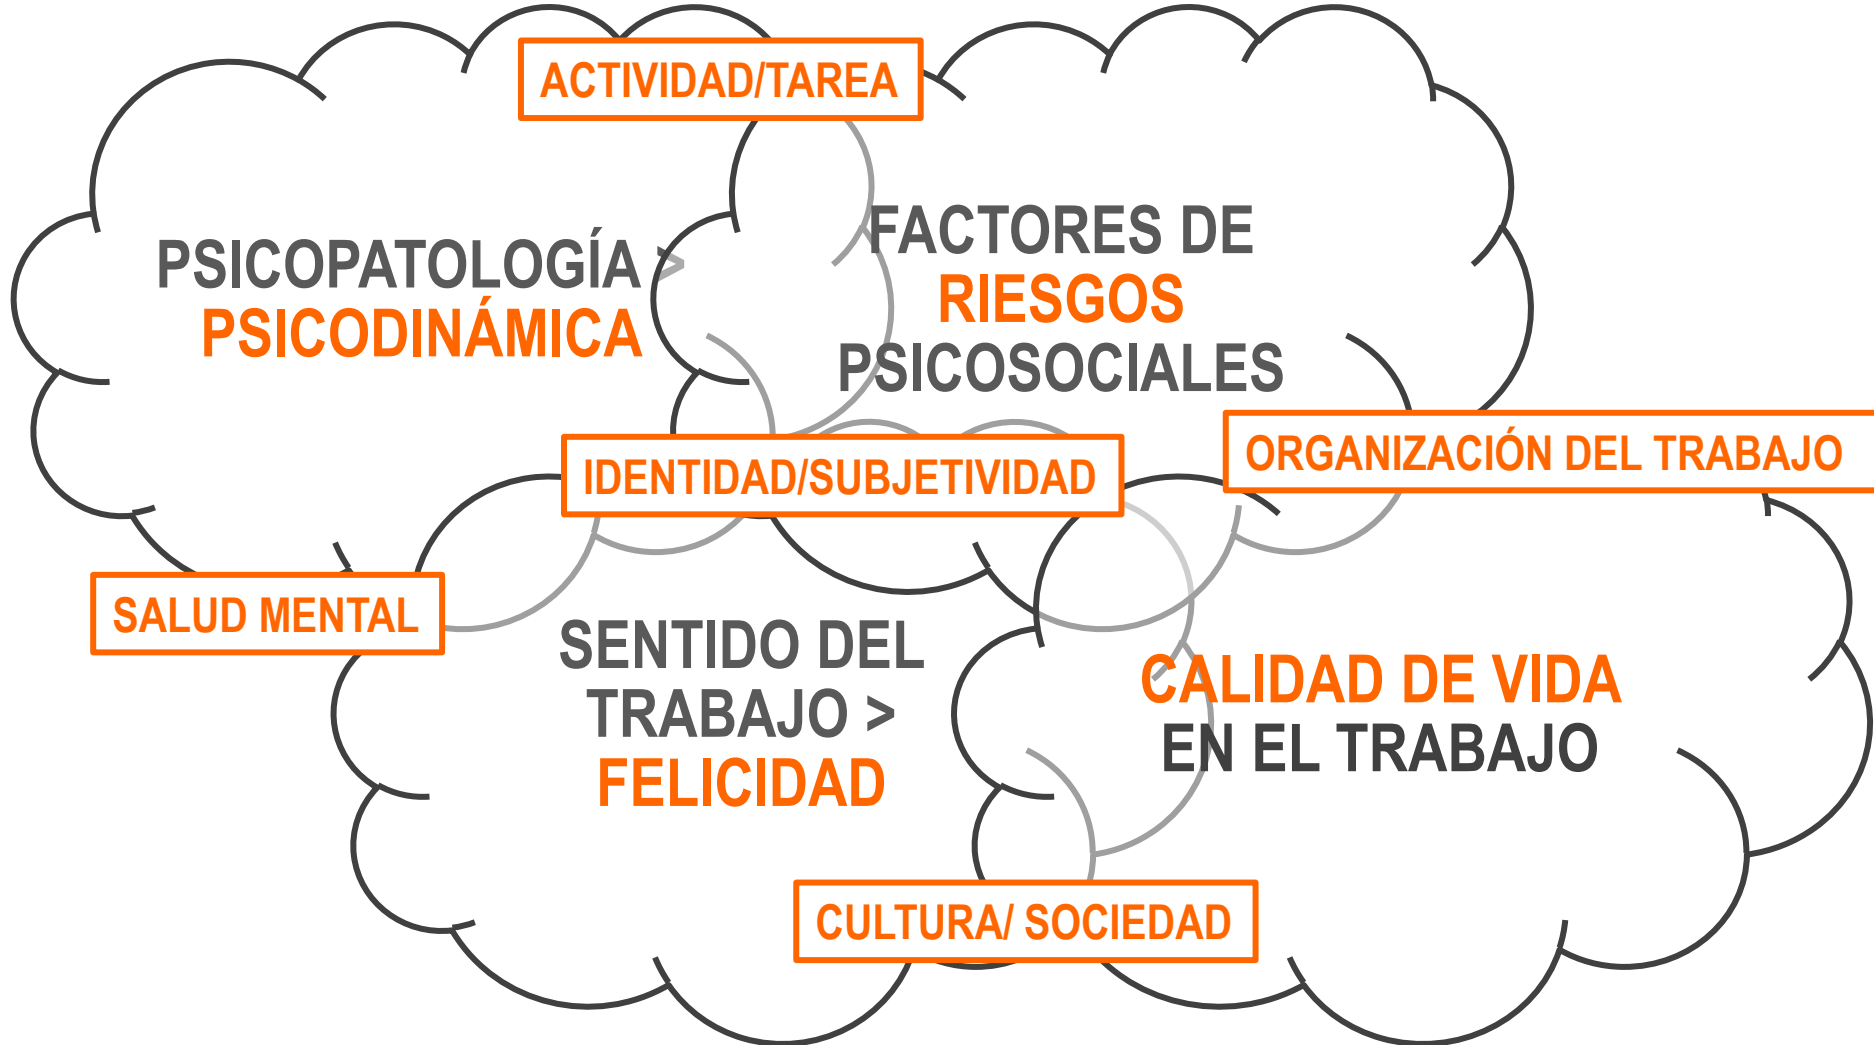 ACTIVIDAD/TAREA
PSICOPATOLOGÍA >
PSICODINÁMICA
FACTORES DE
RIESGOS
PSICOSOCIALES
IDENTIDAD/SUBJETIVIDAD
ORGANIZACIÓN DEL TRABAJO
SALUD MENTAL
SENTIDO DEL
TRABAJO >
FELICIDAD
CALIDAD DE VIDA
EN EL TRABAJO
CULTURA/ SOCIEDAD